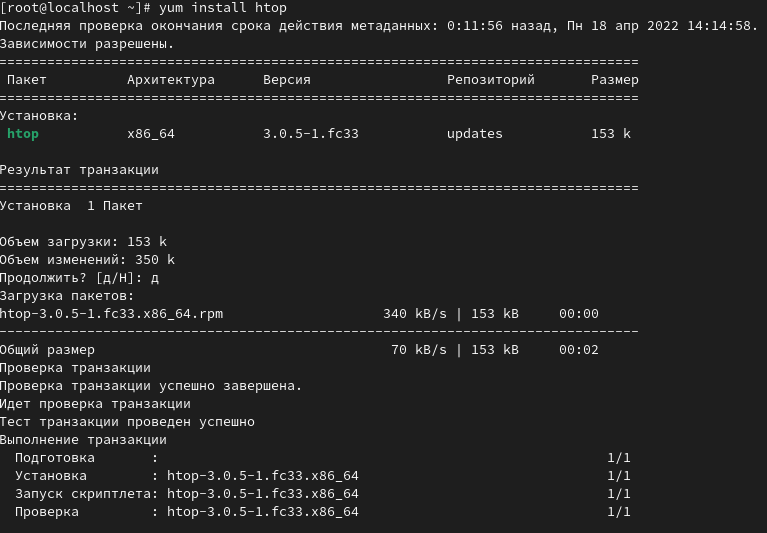 [root@localhost ~]# yum install htop
Последняя проверка окончания срока действия метаданных: 0:11:56 назад, Пн 18 апр 2022 14:14:58.
Зависимости разрешены.
================================================================================
Пакет Архитектура Версия Репозиторий Размер
================================================================================
Установка:
htop x86_64 3.0.5-1.fc33 updates 153 k
Результат транзакции
================================================================================
Установка  1 Пакет
Объем загрузки: 153 k
Объем изменений: 350 k
Продолжить? [д/Н]: д
Загрузка пакетов:
htop-3.0.5-1.fc33.x86_64.rpm 340 kB/s | 153 kB 00:00
--------------------------------------------------------------------------------
Общий размер 70 kB/s | 153 kB 00:02
Проверка транзакции
Проверка транзакции успешно завершена.
Идет проверка транзакции
Тест транзакции проведен успешно
Выполнение транзакции
Подготовка : 1/1
Установка : htop-3.0.5-1.fc33.x86_64 1/1
Запуск скриптлета: htop-3.0.5-1.fc33.x86_64 1/1
Проверка : htop-3.0.5-1.fc33.x86_64 1/1